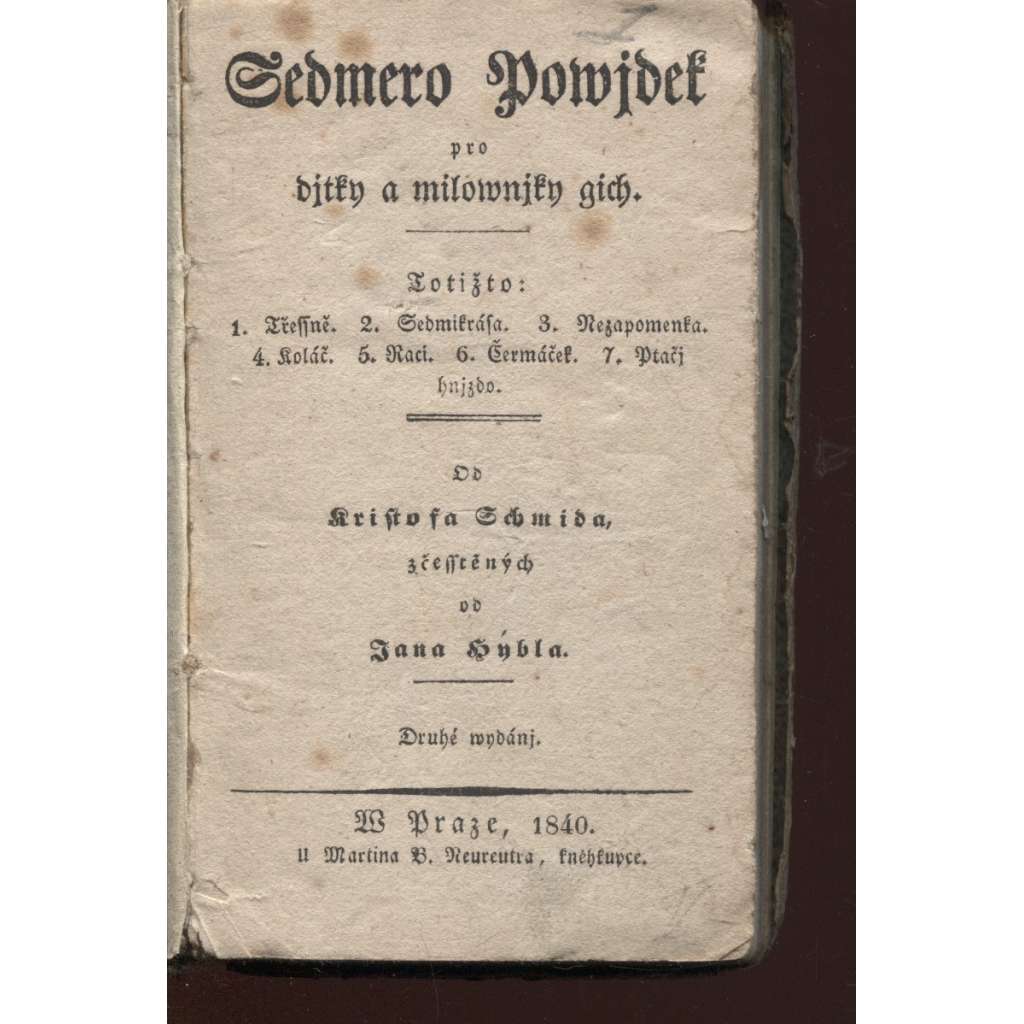 Sedmero Powjdek
pro
djtky a milownjky gich.
Totižto:
1. Třeſſně. 2. Sedmikráſa. 3. Nezapomenka.
4. Koláč. 5. Raci. 6. Čermáček. 7. Ptačj
hnjzdo.
Od
Kriſtofa Schmida,
zčeſſtěných
od
Jana Hýbla.
Druhé wydánj.
W Praze, 1840.
u Martina B. Neureutra, kněhkupce.